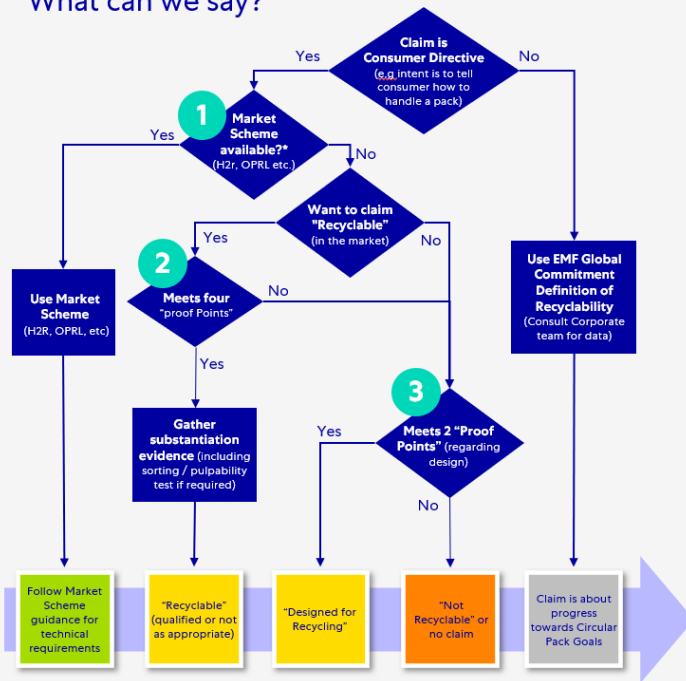 What can we say?
Claim is
Consumer Directive
(e.g intent is to tell
consumer how to
handle a pack)
Yes
No
1
Market
Scheme
available?*
(H2r, OPRL etc.)
Yes
No
Want to claim
"Recyclable"
(in the market)
Yes
No
2
Meets four
"proof Points"
No
Yes
Use Market
Scheme
(H2R, OPRL, etc)
Use EMF Global
Commitment
Definition of
Recyclability
(Consult Corporate
team for data)
3
Meets 2 "Proof
Points" (regarding
design)
Yes
No
Gather
substantiation
evidence (including
sorting / pulpability
test if required)
Follow Market
Scheme
guidance for
technical
requirements
"Recyclable"
(qualified or not
as appropriate)
"Designed for
Recycling"
"Not
Recyclable" or
no claim
Claim is about
progress
towards Circular
Pack Goals